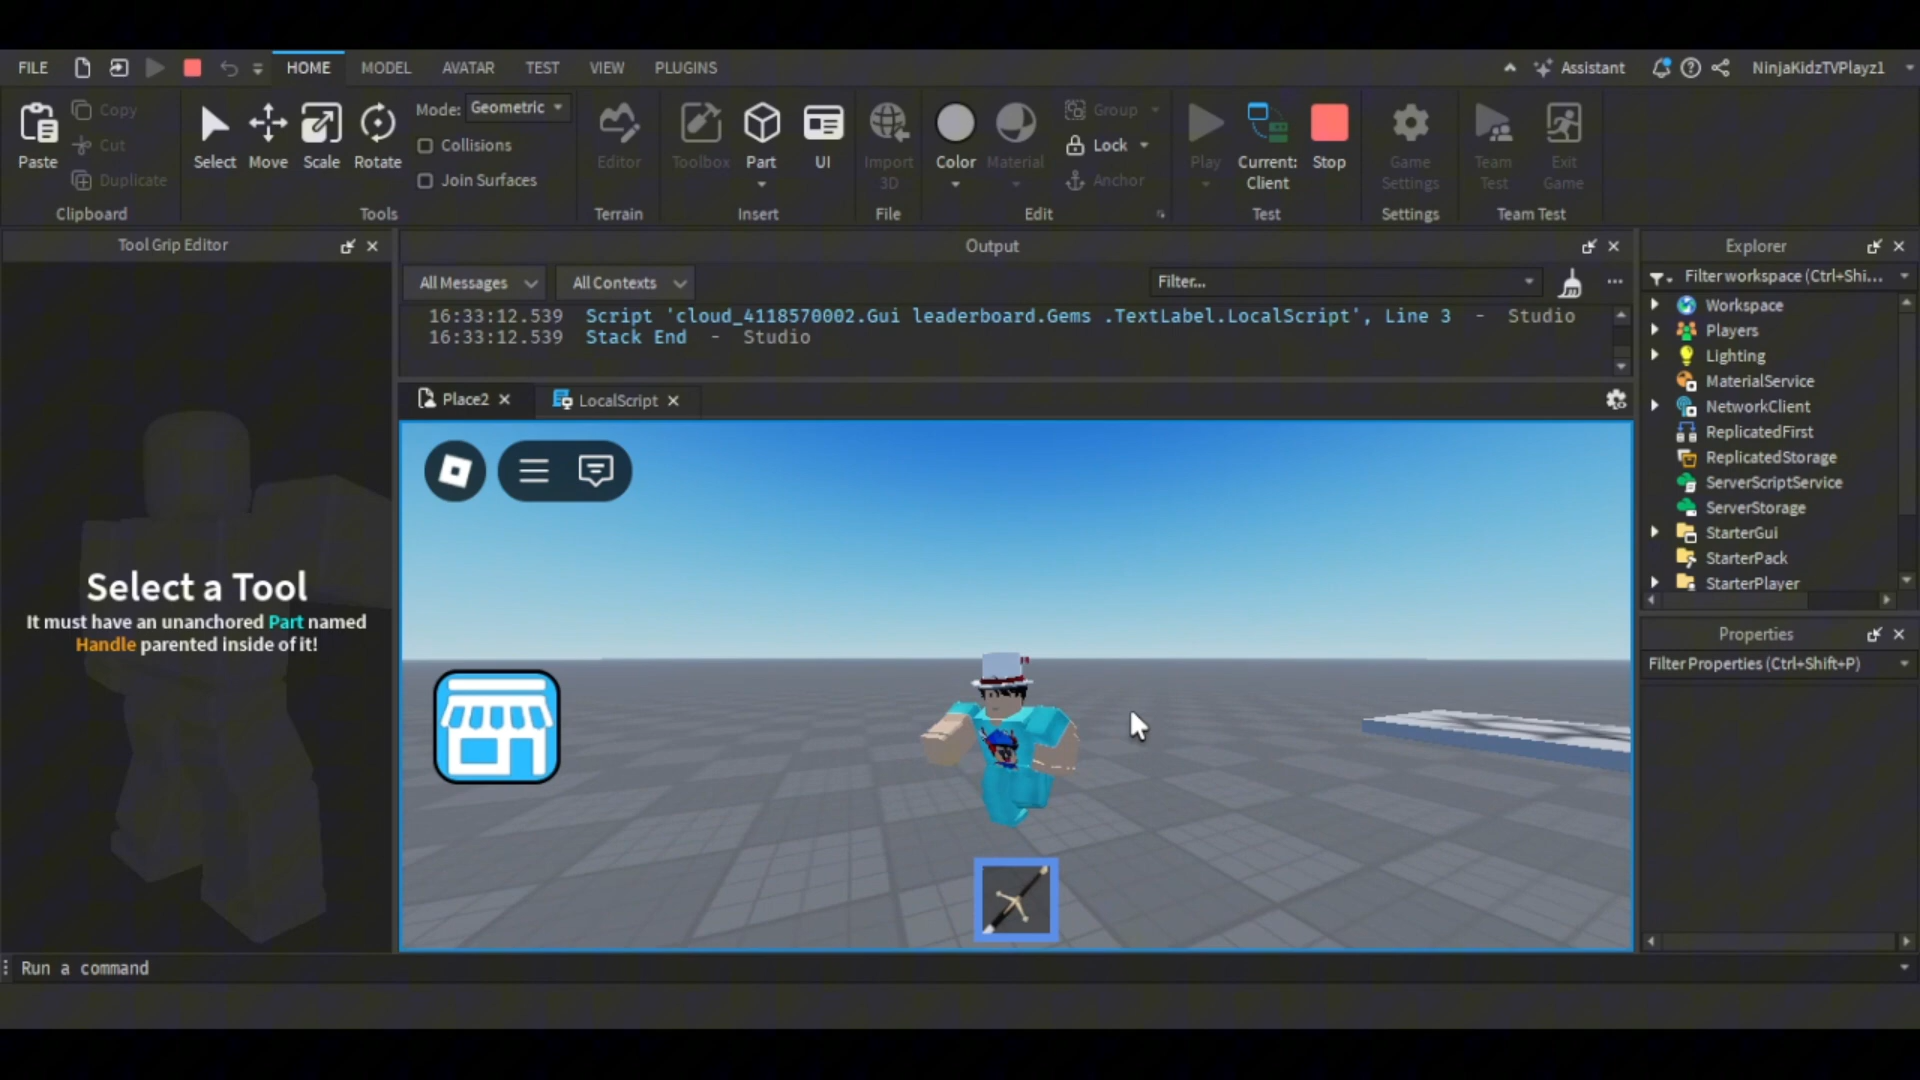 FILE HOME MODEL AVATAR TEST VIEW PLUGINS Assistant NinjaKidzTVPlayz1
Paste
Copy
Cut
Duplicate
Clipboard
Select Move Scale Rotate
Mode: Geometric
Collisions
Join Surfaces
Tools
Editor
Terrain
Toolbox Part UI
Insert
Import
3D
File
Color Material
Group
Lock
Anchor
Edit
Play
Current:
Client
Stop
Test
Game
Settings
Settings
Team
Test
Exit
Game
Team Test
Tool Grip Editor
Select a Tool
It must have an unanchored Part named
Handle parented inside of it!
Output
All Messages All Contexts Filter...
16:33:12.539 Script 'cloud_4118570002.Gui leaderboard.Gems .TextLabel.LocalScript', Line 3 - Studio
16:33:12.539 Stack End - Studio
Place2 LocalScript
Explorer
Filter workspace (Ctrl+Shi...
Workspace
Players
Lighting
MaterialService
NetworkClient
ReplicatedFirst
ReplicatedStorage
ServerScriptService
ServerStorage
StarterGui
StarterPack
StarterPlayer
Properties
Filter Properties (Ctrl+Shift+P)
Run a command